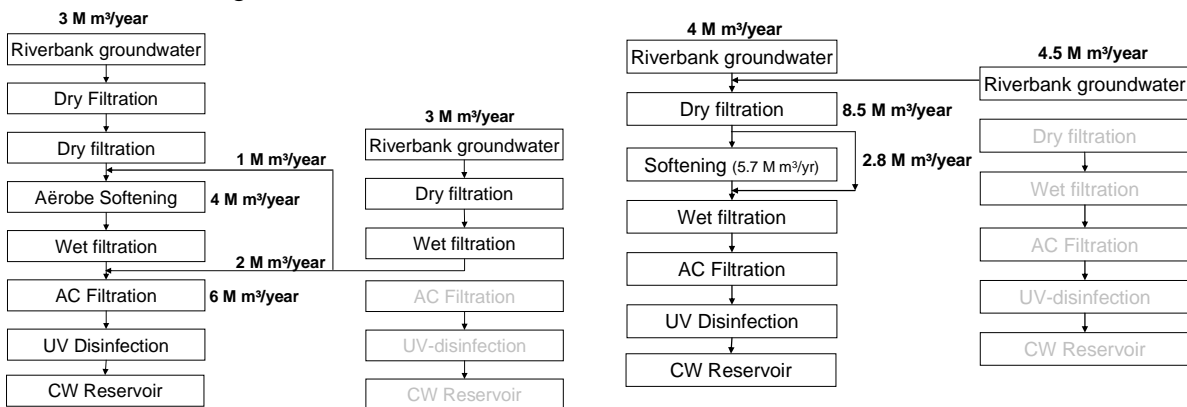 3 M m³/year
Riverbank groundwater
Dry Filtration
Dry filtration
Aërobe Softening
4 M m³/year
Wet filtration
AC Filtration
6 M m³/year
UV Disinfection
CW Reservoir
1 M m³/year
2 M m³/year
3 M m³/year
Riverbank groundwater
Dry filtration
Wet filtration
AC Filtration
UV-disinfection
CW Reservoir
4 M m³/year
Riverbank groundwater
Dry filtration
8.5 M m³/year
Softening (5.7 M m³/yr)
2.8 M m³/year
Wet filtration
AC Filtration
UV Disinfection
CW Reservoir
4.5 M m³/year
Riverbank groundwater
Dry filtration
Wet filtration
AC Filtration
UV-disinfection
CW Reservoir